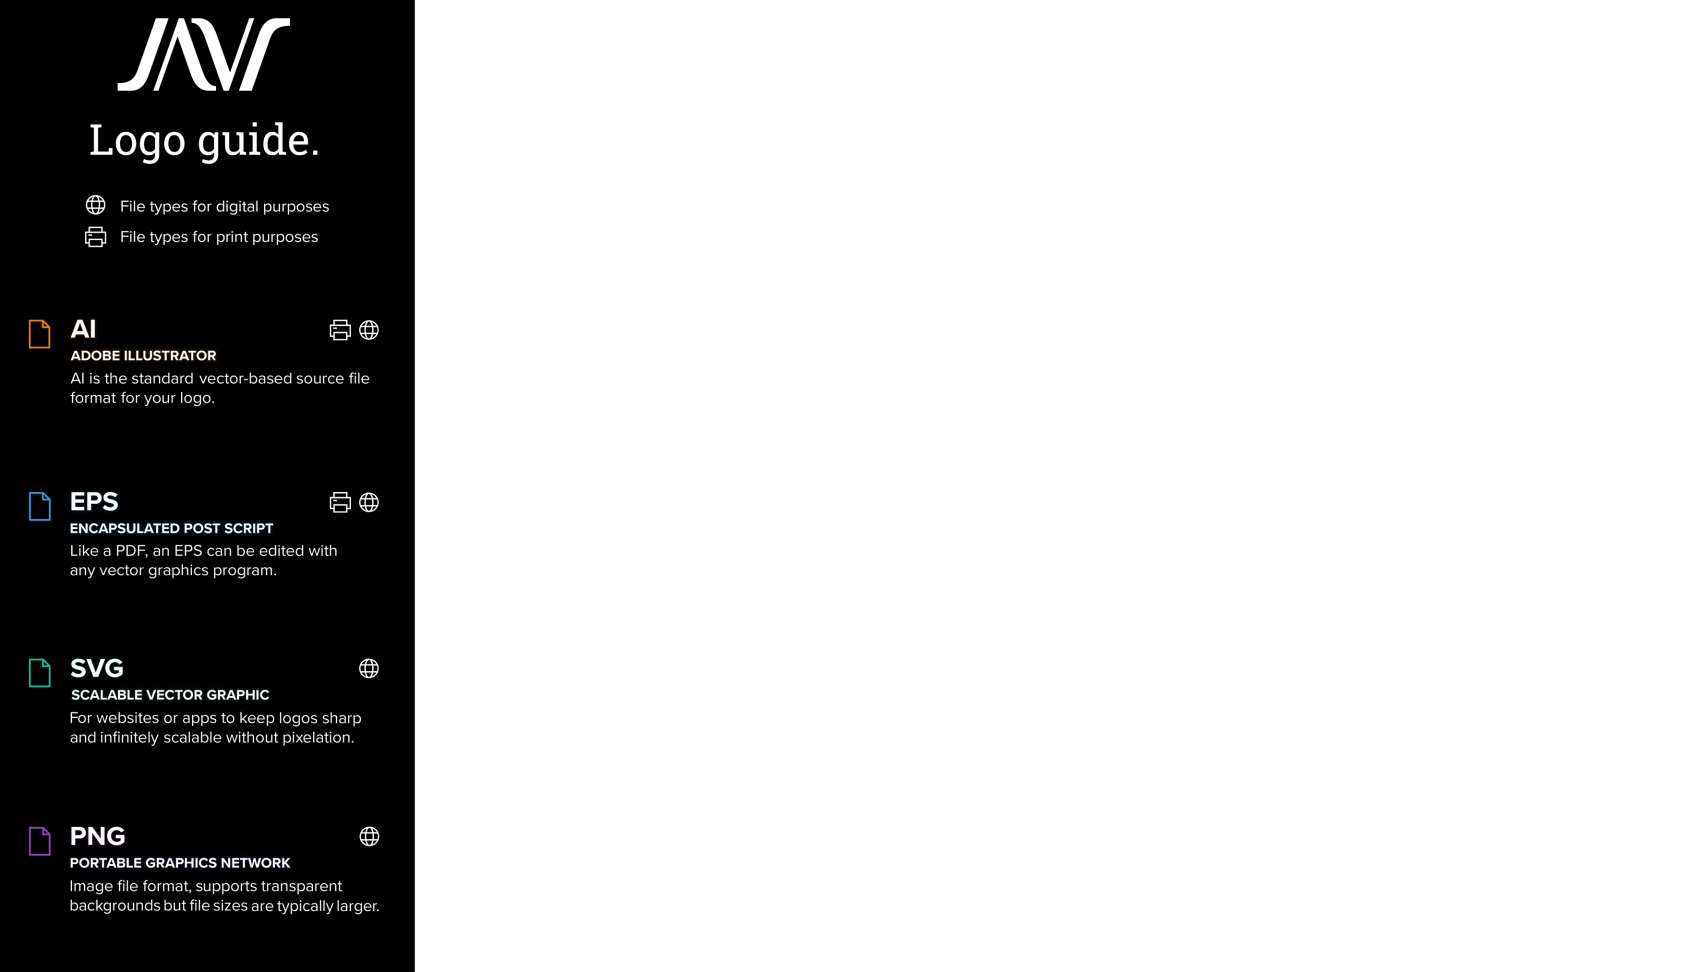 Logo guide.
File types for digital purposes
File types for print purposes
AI
ADOBE ILLUSTRATOR
AI is the standard vector-based source file
format for your logo.
EPS
ENCAPSULATED POST SCRIPT
Like a PDF, an EPS can be edited with
any vector graphics program.
SVG
SCALABLE VECTOR GRAPHIC
For websites or apps to keep logos sharp
and infinitely scalable without pixelation.
PNG
PORTABLE GRAPHICS NETWORK
Image file format, supports transparent
backgrounds but file sizes are typically larger.